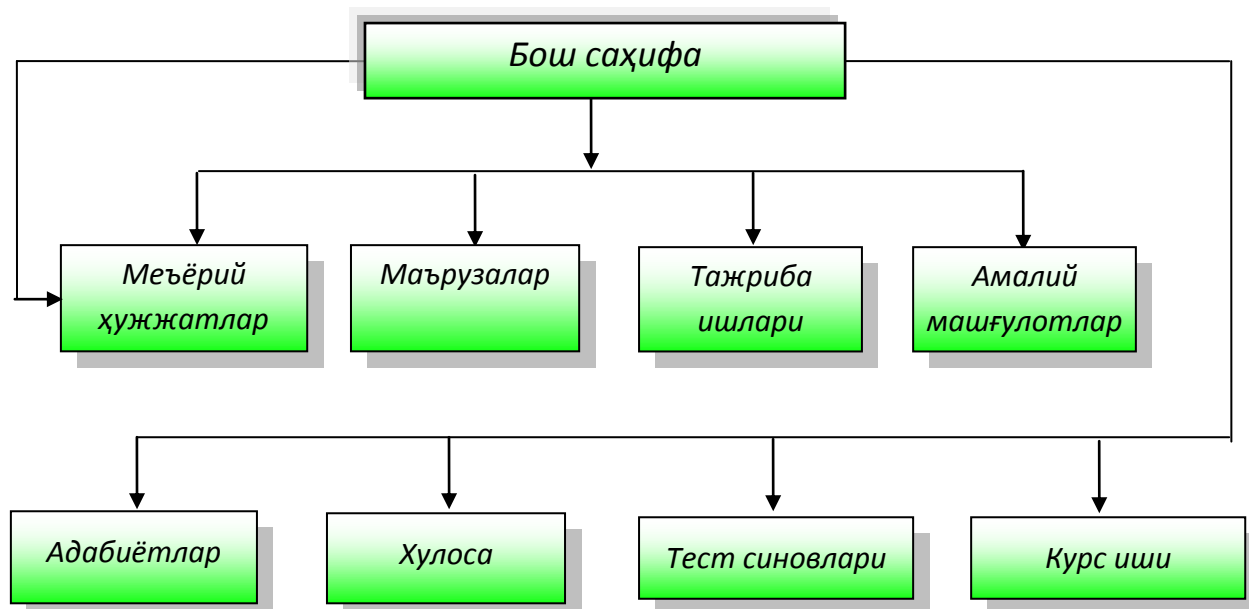 Бош саҳифа
Меъёрий
ҳужжатлар
Маърузалар
Тажриба
ишлари
Амалий
машғулотлар
Адабиётлар
Хулоса
Тест синовлари
Курс иши